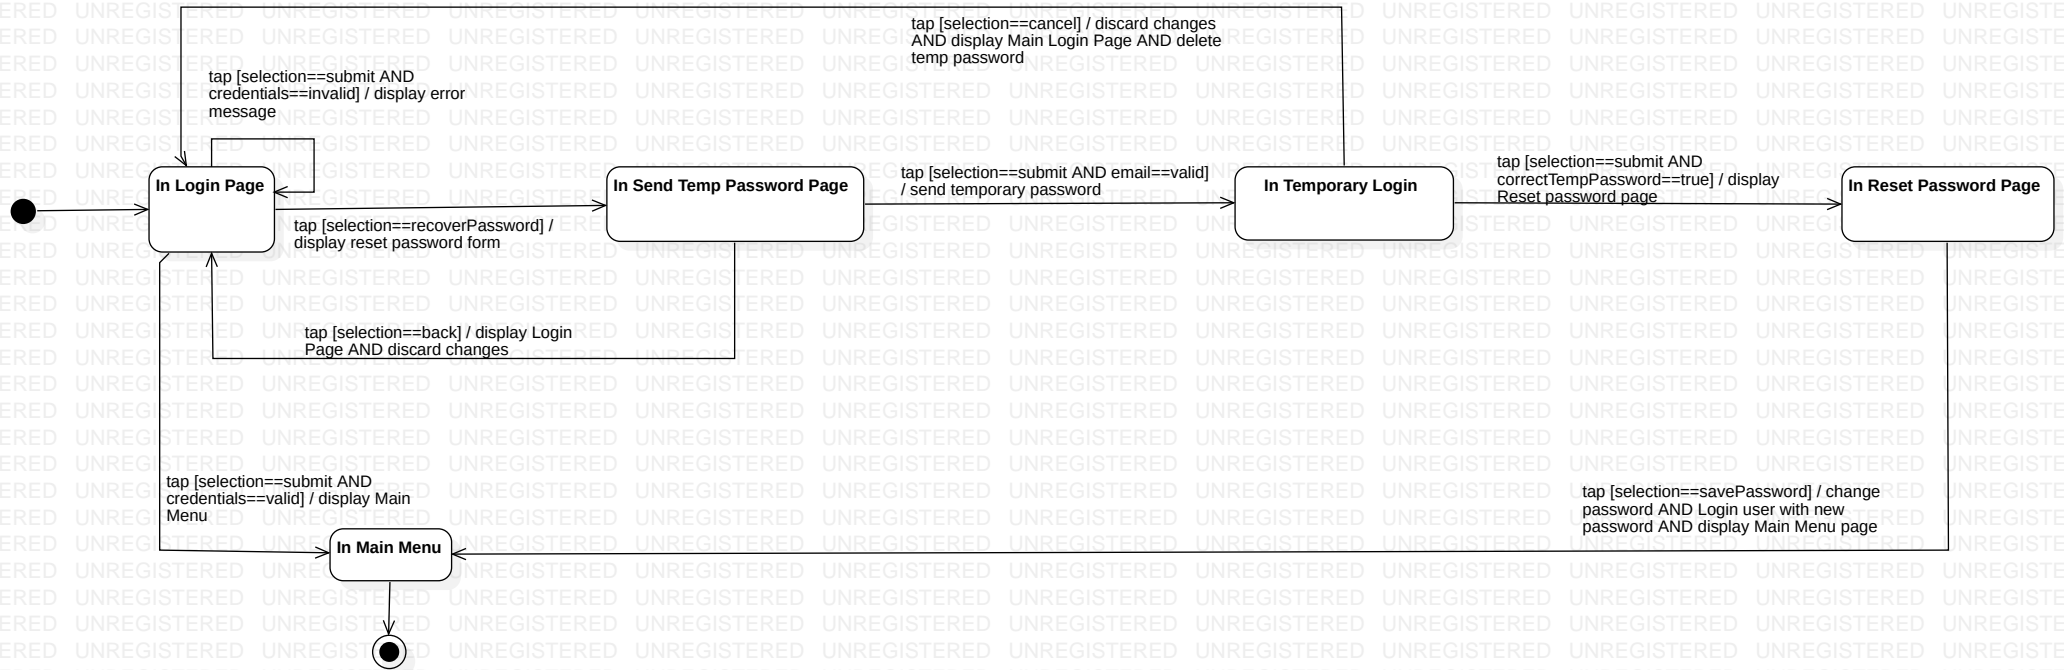 tap [selection==cancel] / discard changes
AND display Main Login Page AND delete
temp password
tap [selection==submit AND
credentials==invalid] / display error
message
In Login Page
In Send Temp Password Page
tap [selection==submit AND email==valid]
/ send temporary password
In Temporary Login
tap [selection==submit AND
correctTempPassword==true] / display
Reset password page
In Reset Password Page
tap [selection==recoverPassword] /
display reset password form
tap [selection==back] / display Login
Page AND discard changes
tap [selection==submit AND
credentials==valid] / display Main
Menu
In Main Menu
tap [selection==savePassword] / change
password AND Login user with new
password AND display Main Menu page
UNREGISTERED